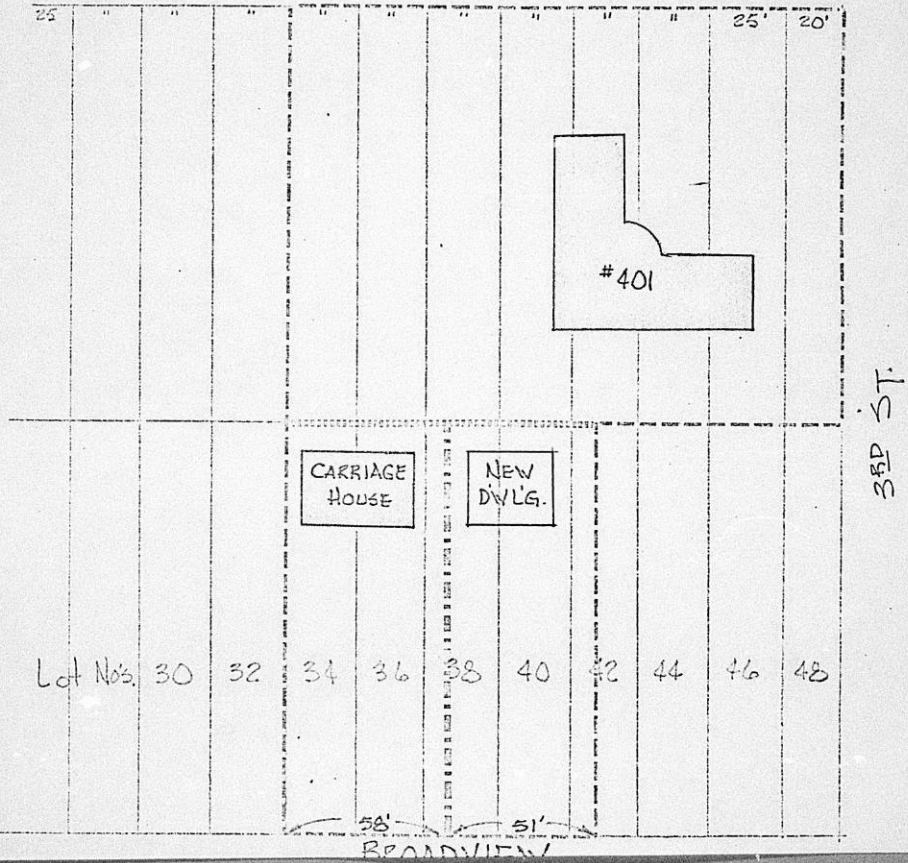 25 " " " " " " " " " 25' 20'
#401
3RD ST.
CARRIAGE
HOUSE
NEW
DWL'G.
Lot No's. 30 32 34 36 38 40 42 44 46 48
58' 51'
BROADVIEW